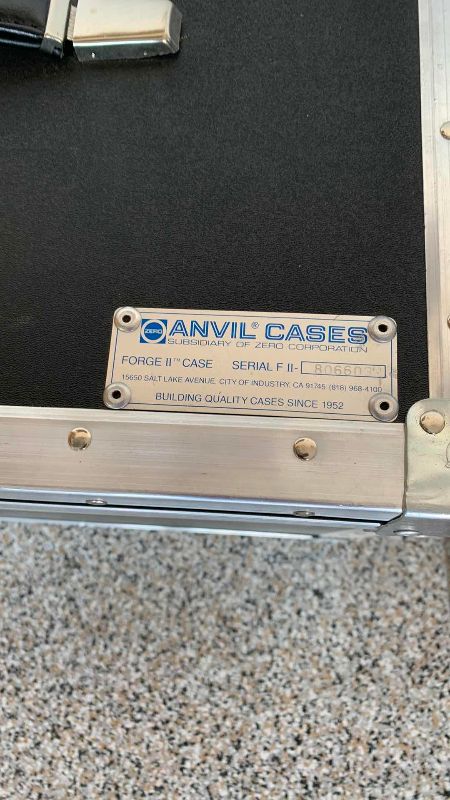 ZERO ANVIL® CASES
SUBSIDIARY OF ZERO CORPORATION
FORGE II™ CASE SERIAL F II-
15650 SALT LAKE AVENUE, CITY OF INDUSTRY, CA 91745 (818) 968-4100
BUILDING QUALITY CASES SINCE 1952